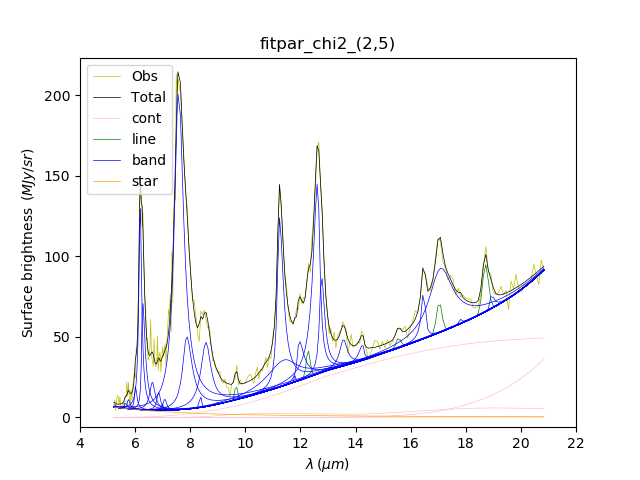 fitpar_chi2_(2,5)
Obs
Total
cont
line
band
star
Surface brightness (MJy/sr)
200
150
100
50
0
4 6 8 10 12 14 16 18 20 22
λ (μm)